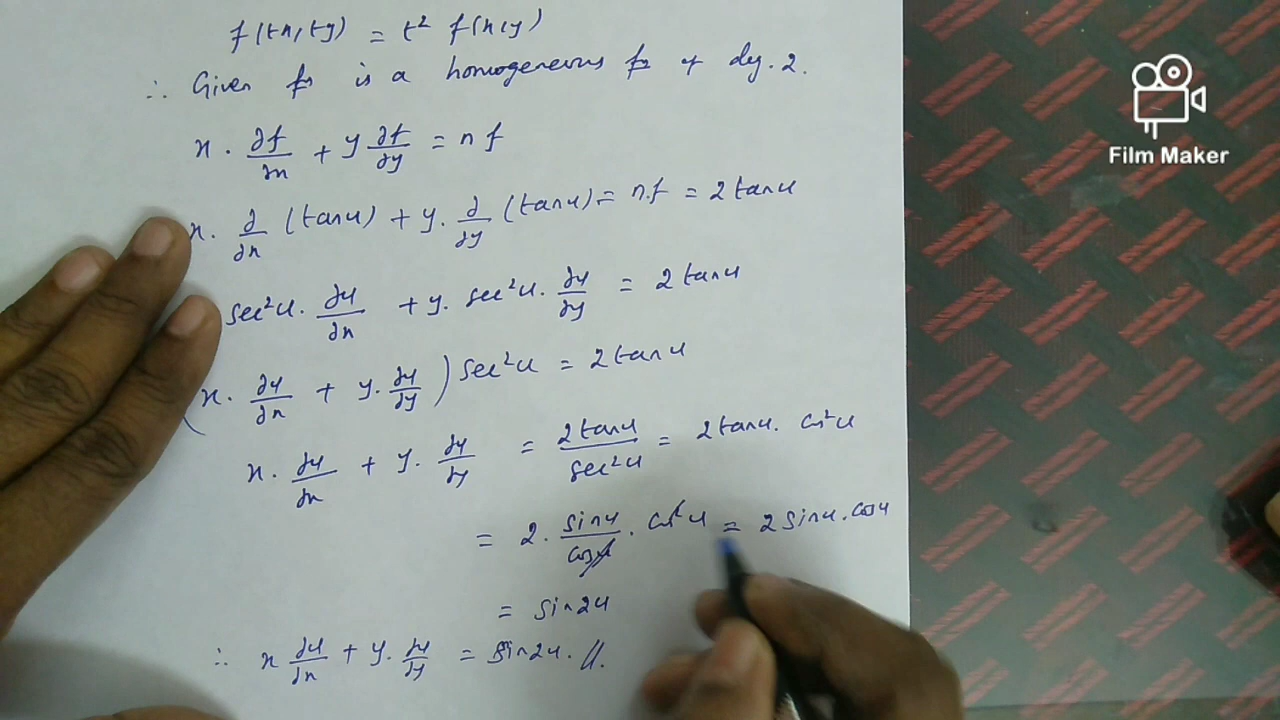 f(tx, ty) = t² f(x, y)
∴ Given fn is a homogeneous fn of deg. 2.
x . ∂f/∂x + y ∂f/∂y = n f
x . ∂/∂x (tan u) + y . ∂/∂y (tan u) = n.f = 2 tan u
sec²u . ∂u/∂x + y . sec²u . ∂u/∂y = 2 tan u
(x . ∂u/∂x + y . ∂u/∂y) sec²u = 2 tan u
x . ∂u/∂x + y . ∂u/∂y = 2 tan u / sec²u = 2 tan u . cos²u
= 2 . sin u / cos u . cos²u = 2 sin u . cos u
= sin 2u
∴ x ∂u/∂x + y . ∂u/∂y = sin 2u . //.
Film Maker